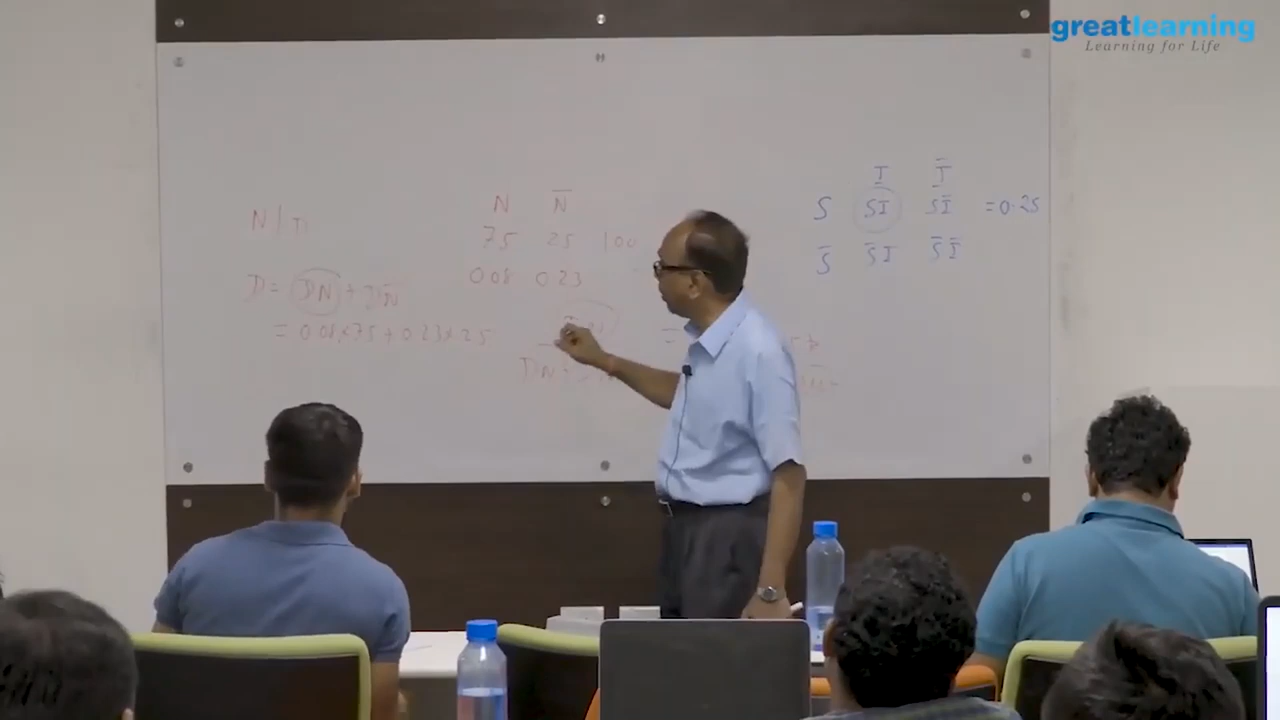 greatlearning
Learning for Life
N | D
D = DN + DN̄
= 0.08 × 75 + 0.23 × 25
N N̄
75 25 100
0.08 0.23
DN +
=
I Ī
S SI SĪ = 0.25
S̄ S̄I S̄Ī